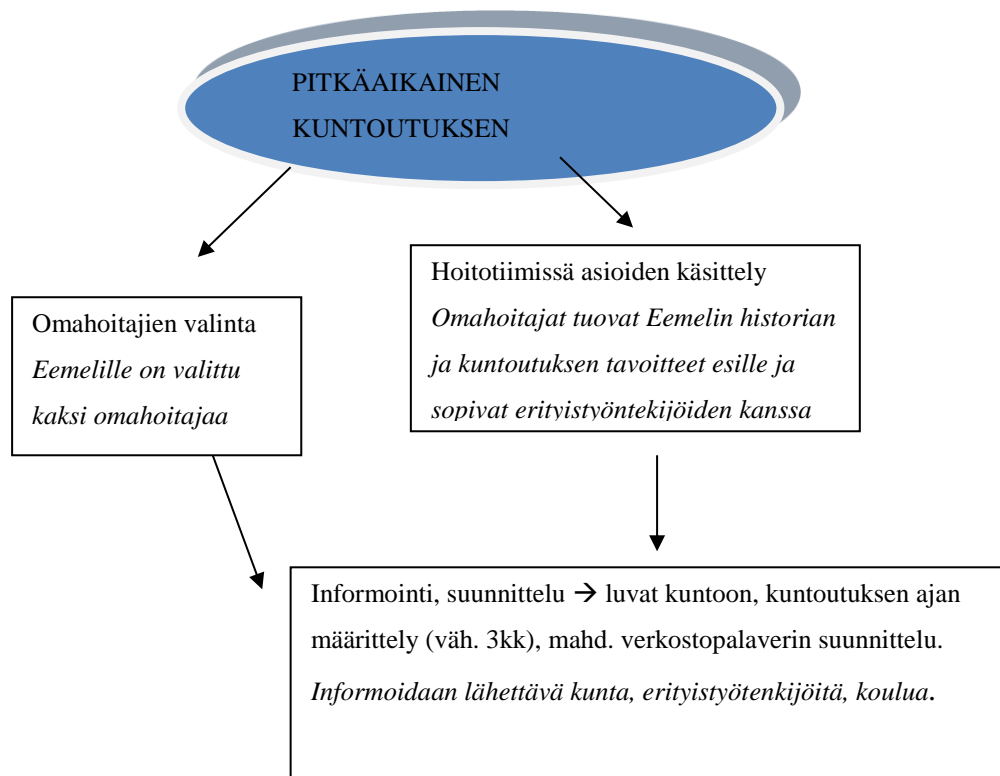 PITKÄAIKAINEN
KUNTOUTUKSEN
Omahoitajien valinta
Eemelille on valittu
kaksi omahoitajaa
Hoitotiimissä asioiden käsittely
Omahoitajat tuovat Eemelin historian
ja kuntoutuksen tavoitteet esille ja
sopivat erityistyöntekijöiden kanssa
Informointi, suunnittelu → luvat kuntoon, kuntoutuksen ajan
määrittely (väh. 3kk), mahd. verkostopalaverin suunnittelu.
Informoidaan lähettävä kunta, erityistyötenkijöitä, koulua.